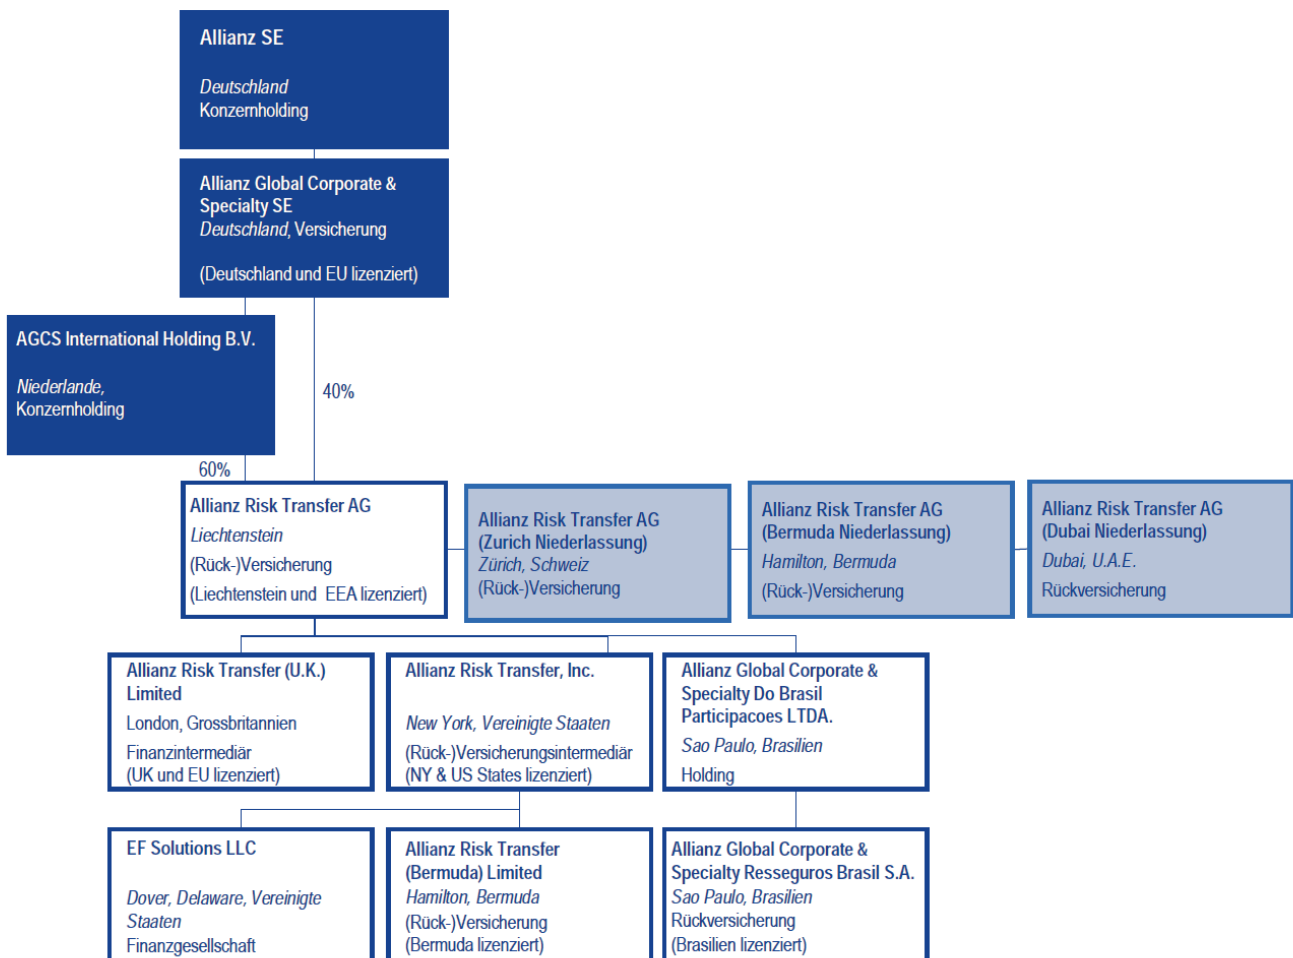 Allianz SE
Deutschland
Konzernholding
Allianz Global Corporate &
Specialty SE
Deutschland, Versicherung
(Deutschland und EU lizenziert)
AGCS International Holding B.V.
Niederlande,
Konzernholding
40%
60%
Allianz Risk Transfer AG
Liechtenstein
(Rück-)Versicherung
(Liechtenstein und EEA lizenziert)
Allianz Risk Transfer AG
(Zurich Niederlassung)
Zürich, Schweiz
(Rück-)Versicherung
Allianz Risk Transfer AG
(Bermuda Niederlassung)
Hamilton, Bermuda
(Rück-)Versicherung
Allianz Risk Transfer AG
(Dubai Niederlassung)
Dubai, U.A.E.
Rückversicherung
Allianz Risk Transfer (U.K.)
Limited
London, Grossbritannien
Finanzintermediär
(UK und EU lizenziert)
Allianz Risk Transfer, Inc.
New York, Vereinigte Staaten
(Rück-)Versicherungsintermediär
(NY & US States lizenziert)
Allianz Global Corporate &
Specialty Do Brasil
Participacoes LTDA.
Sao Paulo, Brasilien
Holding
EF Solutions LLC
Dover, Delaware, Vereinigte
Staaten
Finanzgesellschaft
Allianz Risk Transfer
(Bermuda) Limited
Hamilton, Bermuda
(Rück-)Versicherung
(Bermuda lizenziert)
Allianz Global Corporate &
Specialty Resseguros Brasil S.A.
Sao Paulo, Brasilien
Rückversicherung
(Brasilien lizenziert)